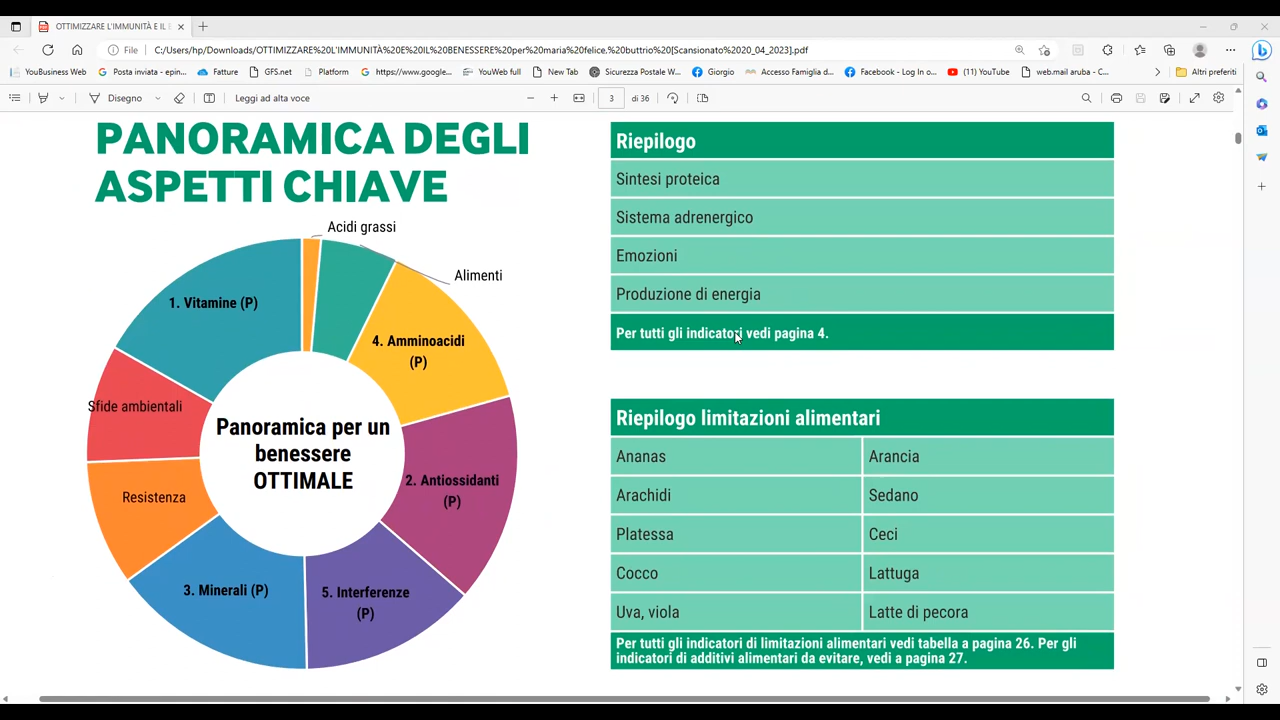 OTTIMIZZARE L'IMMUNITÀ E IL
File
C:/Users/hp/Downloads/OTTIMIZZARE%20L'IMMUNITÀ%20E%20IL%20BENESSERE%20per%20maria%20felice,%20buttrio%20[Scansionato%2020_04_2023].pdf
YouBusiness Web
Posta inviata - epin...
Fatture
GFS.net
Platform
https://www.google...
YouWeb full
New Tab
Sicurezza Postale W...
Giorgio
Accesso Famiglia d...
Facebook - Log In o...
(11) YouTube
web.mail aruba - C...
Altri preferiti
Disegno
Leggi ad alta voce
3 di 36
PANORAMICA DEGLI
ASPETTI CHIAVE
Acidi grassi
Alimenti
1. Vitamine (P)
4. Amminoacidi
(P)
Sfide ambientali
Panoramica per un
benessere
OTTIMALE
2. Antiossidanti
(P)
Resistenza
3. Minerali (P)
5. Interferenze
(P)
Riepilogo
Sintesi proteica
Sistema adrenergico
Emozioni
Produzione di energia
Per tutti gli indicatori vedi pagina 4.
Riepilogo limitazioni alimentari
Ananas
Arancia
Arachidi
Sedano
Platessa
Ceci
Cocco
Lattuga
Uva, viola
Latte di pecora
Per tutti gli indicatori di limitazioni alimentari vedi tabella a pagina 26. Per gli
indicatori di additivi alimentari da evitare, vedi a pagina 27.